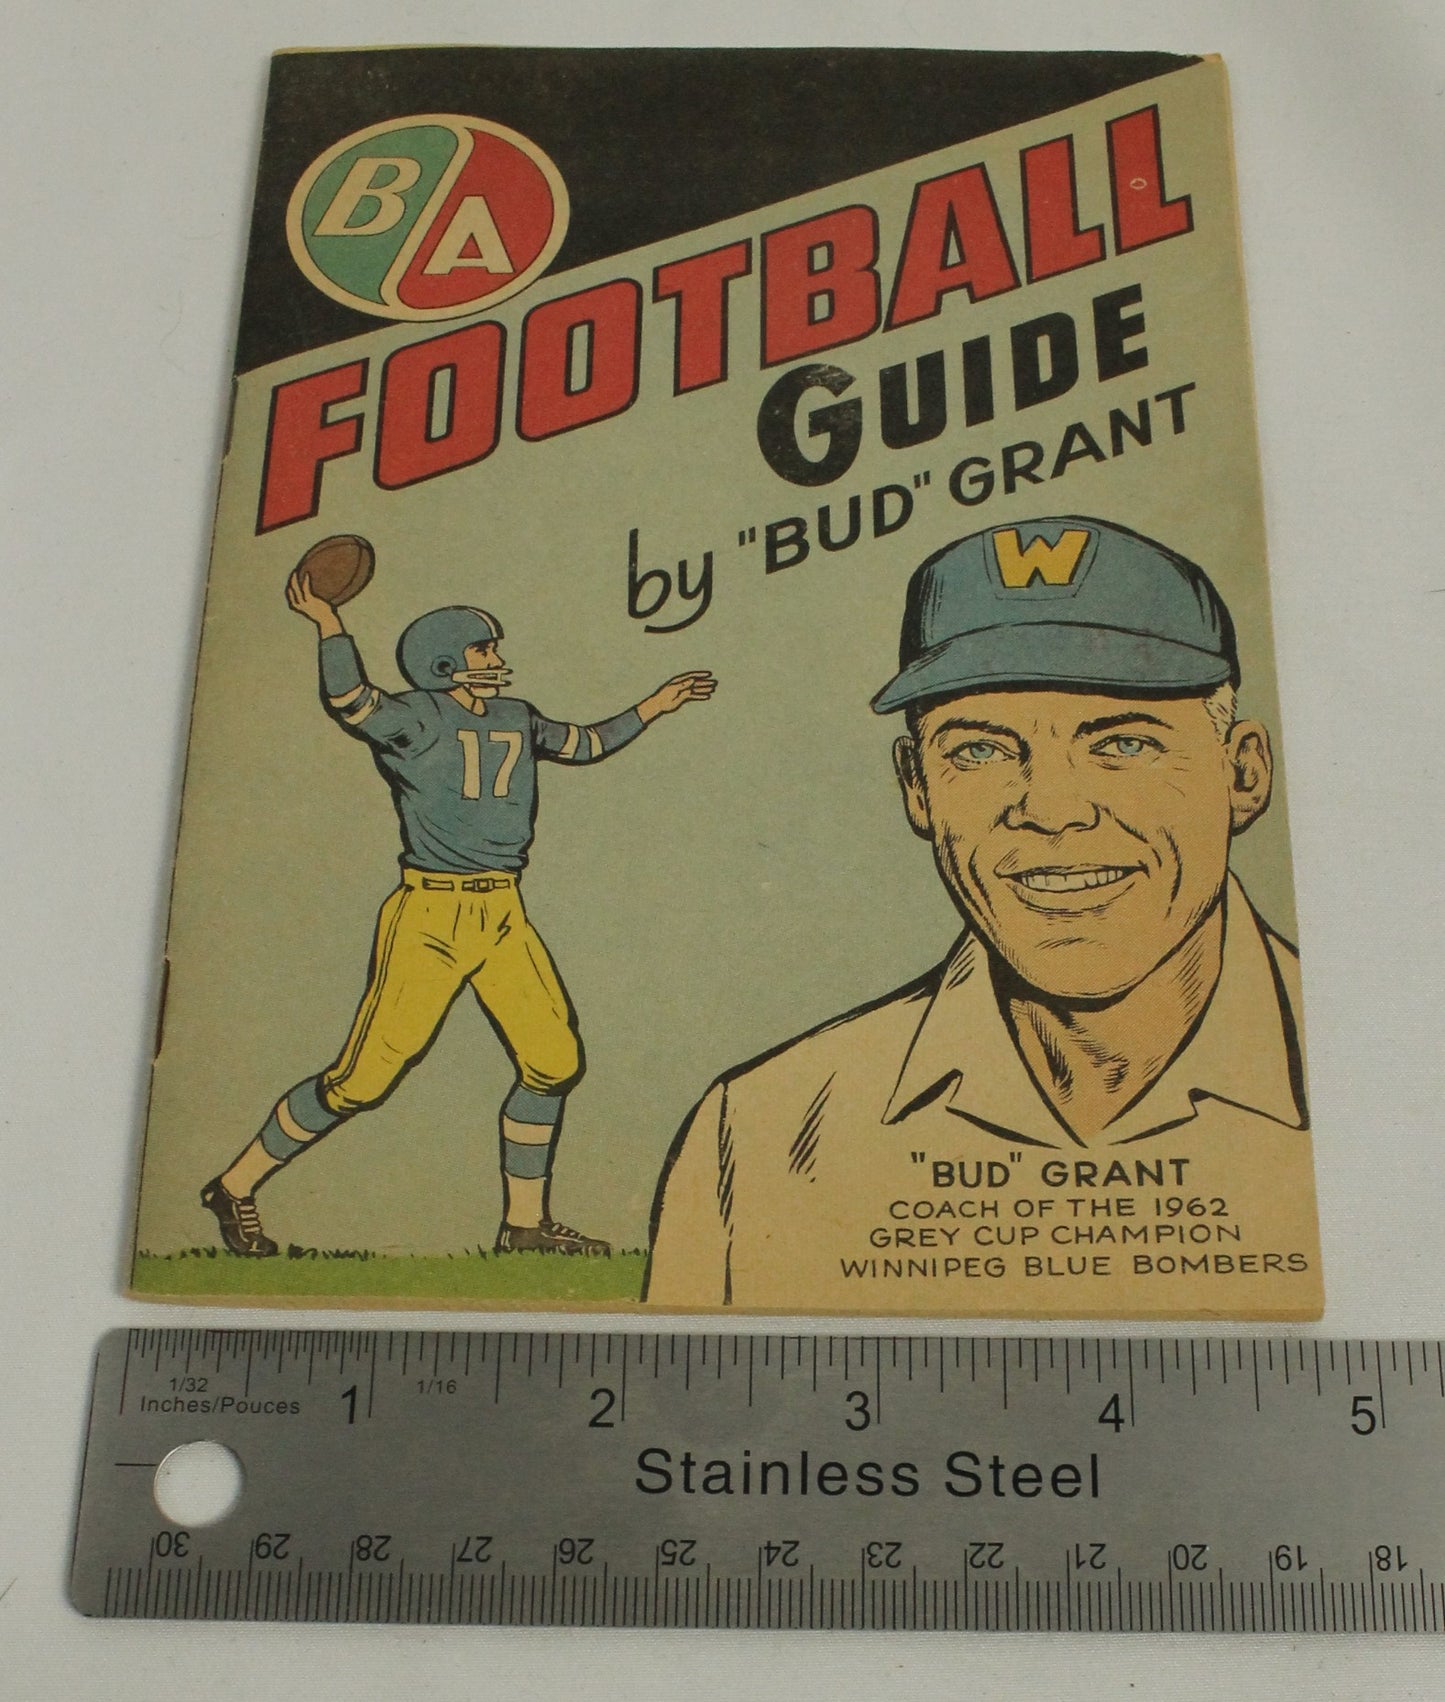 BA
FOOTBALL
GUIDE
by "BUD" GRANT
W
17
"BUD" GRANT
COACH OF THE 1962
GREY CUP CHAMPION
WINNIPEG BLUE BOMBERS
1/32
1/16
Inches/Pouces
1 2 3 4 5
Stainless Steel
30 29 28 27 26 25 24 23 22 21 20 19 18